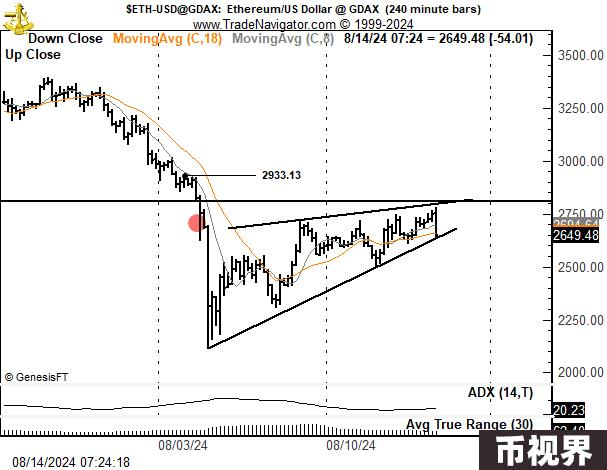 $ETH-USD@GDAX: Ethereum/US Dollar @ GDAX (240 minute bars)
www.TradeNavigator.com © 1999-2024
Down Close MovingAvg (C,18) MovingAvg (C,8) 8/14/24 07:24 = 2649.48 (-54.01)
Up Close
3500.00
3250.00
2933.13
3000.00
2750.00
2649.48
2500.00
2250.00
2000.00
© GenesisFT
ADX (14,T)
20.23
Avg True Range (30)
08/03/24 08/10/24
08/14/2024 07:24:18
币视界